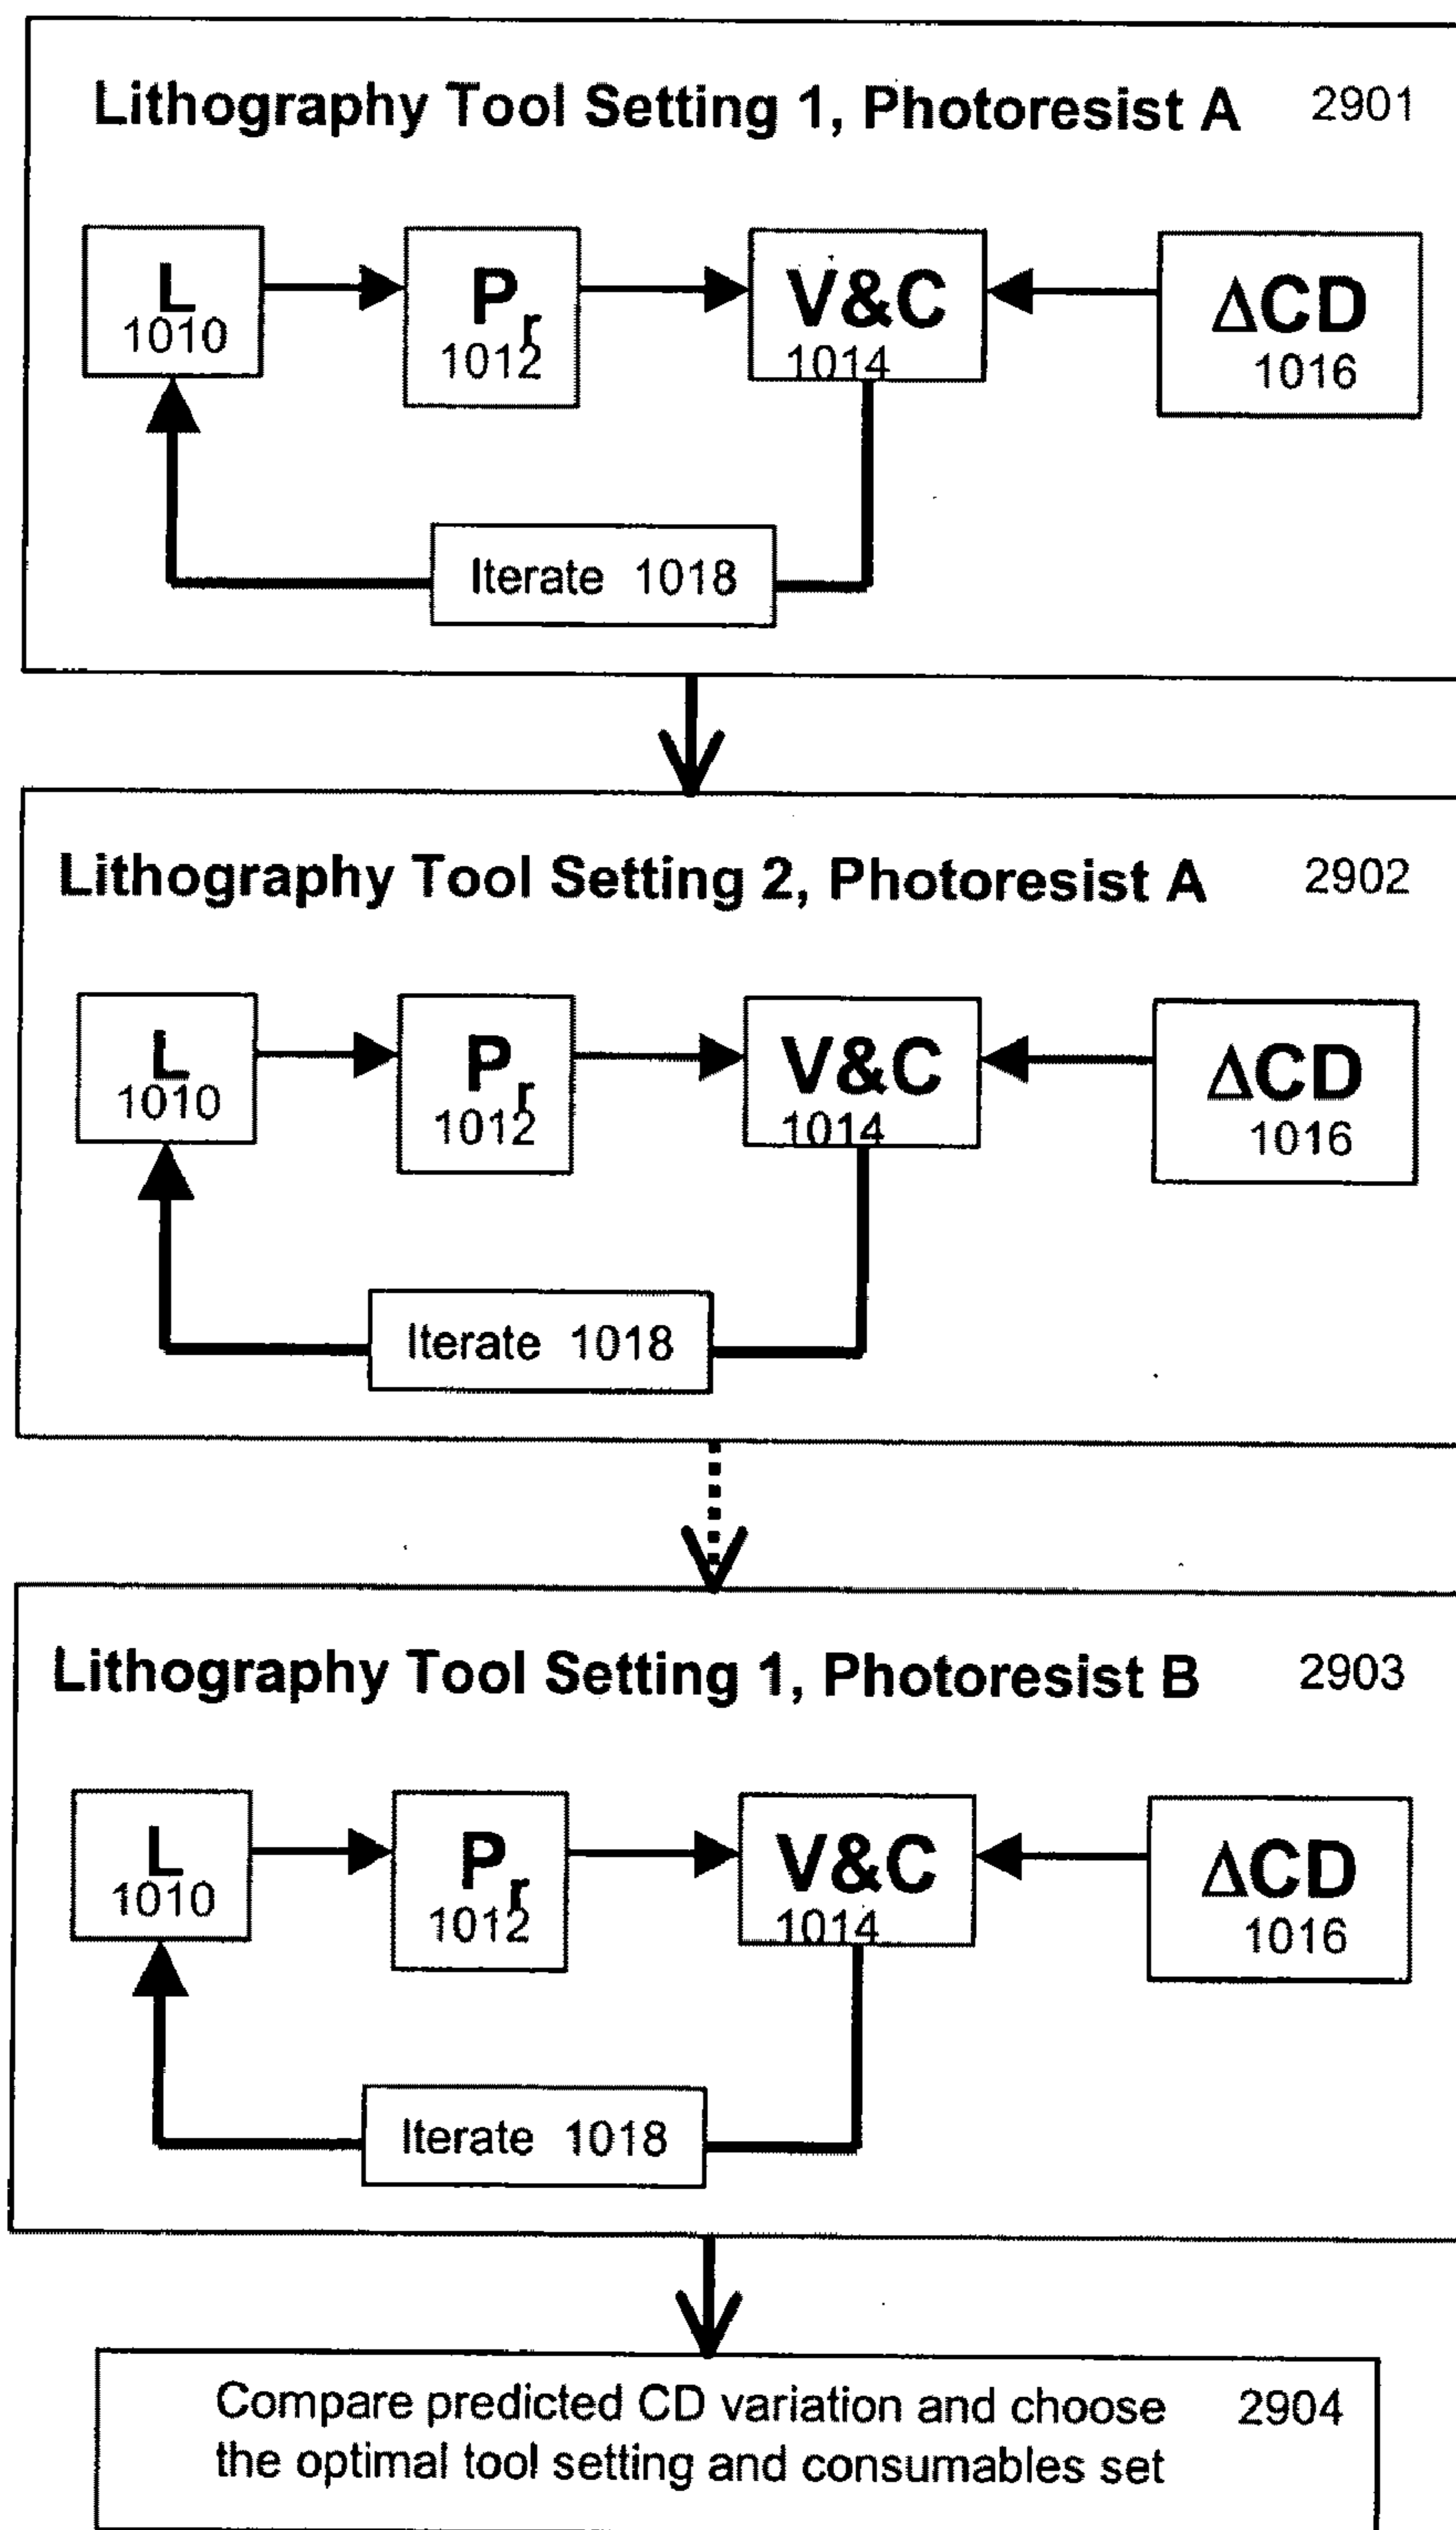 Lithography Tool Setting 1, Photoresist A 2901
L Pr V&C ΔCD
1010 1012 1014 1016
Iterate 1018
Lithography Tool Setting 2, Photoresist A 2902
L Pr V&C ΔCD
1010 1012 1014 1016
Iterate 1018
Lithography Tool Setting 1, Photoresist B 2903
L Pr V&C ΔCD
1010 1012 1014 1016
Iterate 1018
Compare predicted CD variation and choose 2904
the optimal tool setting and consumables set